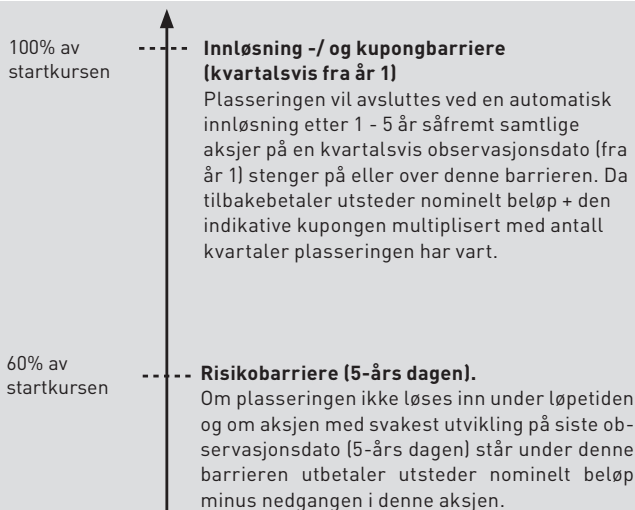 100% av
startkursen
Innløsning -/ og kupongbarriere
(kvartalsvis fra år 1)
Plasseringen vil avsluttes ved en automatisk
innløsning etter 1 - 5 år såfremt samtlige
aksjer på en kvartalsvis observasjonsdato (fra
år 1) stenger på eller over denne barrieren. Da
tilbakebetaler utsteder nominelt beløp + den
indikative kupongen multiplisert med antall
kvartaler plasseringen har vart.
60% av
startkursen
Risikobarriere (5-års dagen).
Om plasseringen ikke løses inn under løpetiden
og om aksjen med svakest utvikling på siste ob-
servasjonsdato (5-års dagen) står under denne
barrieren utbetaler utsteder nominelt beløp
minus nedgangen i denne aksjen.